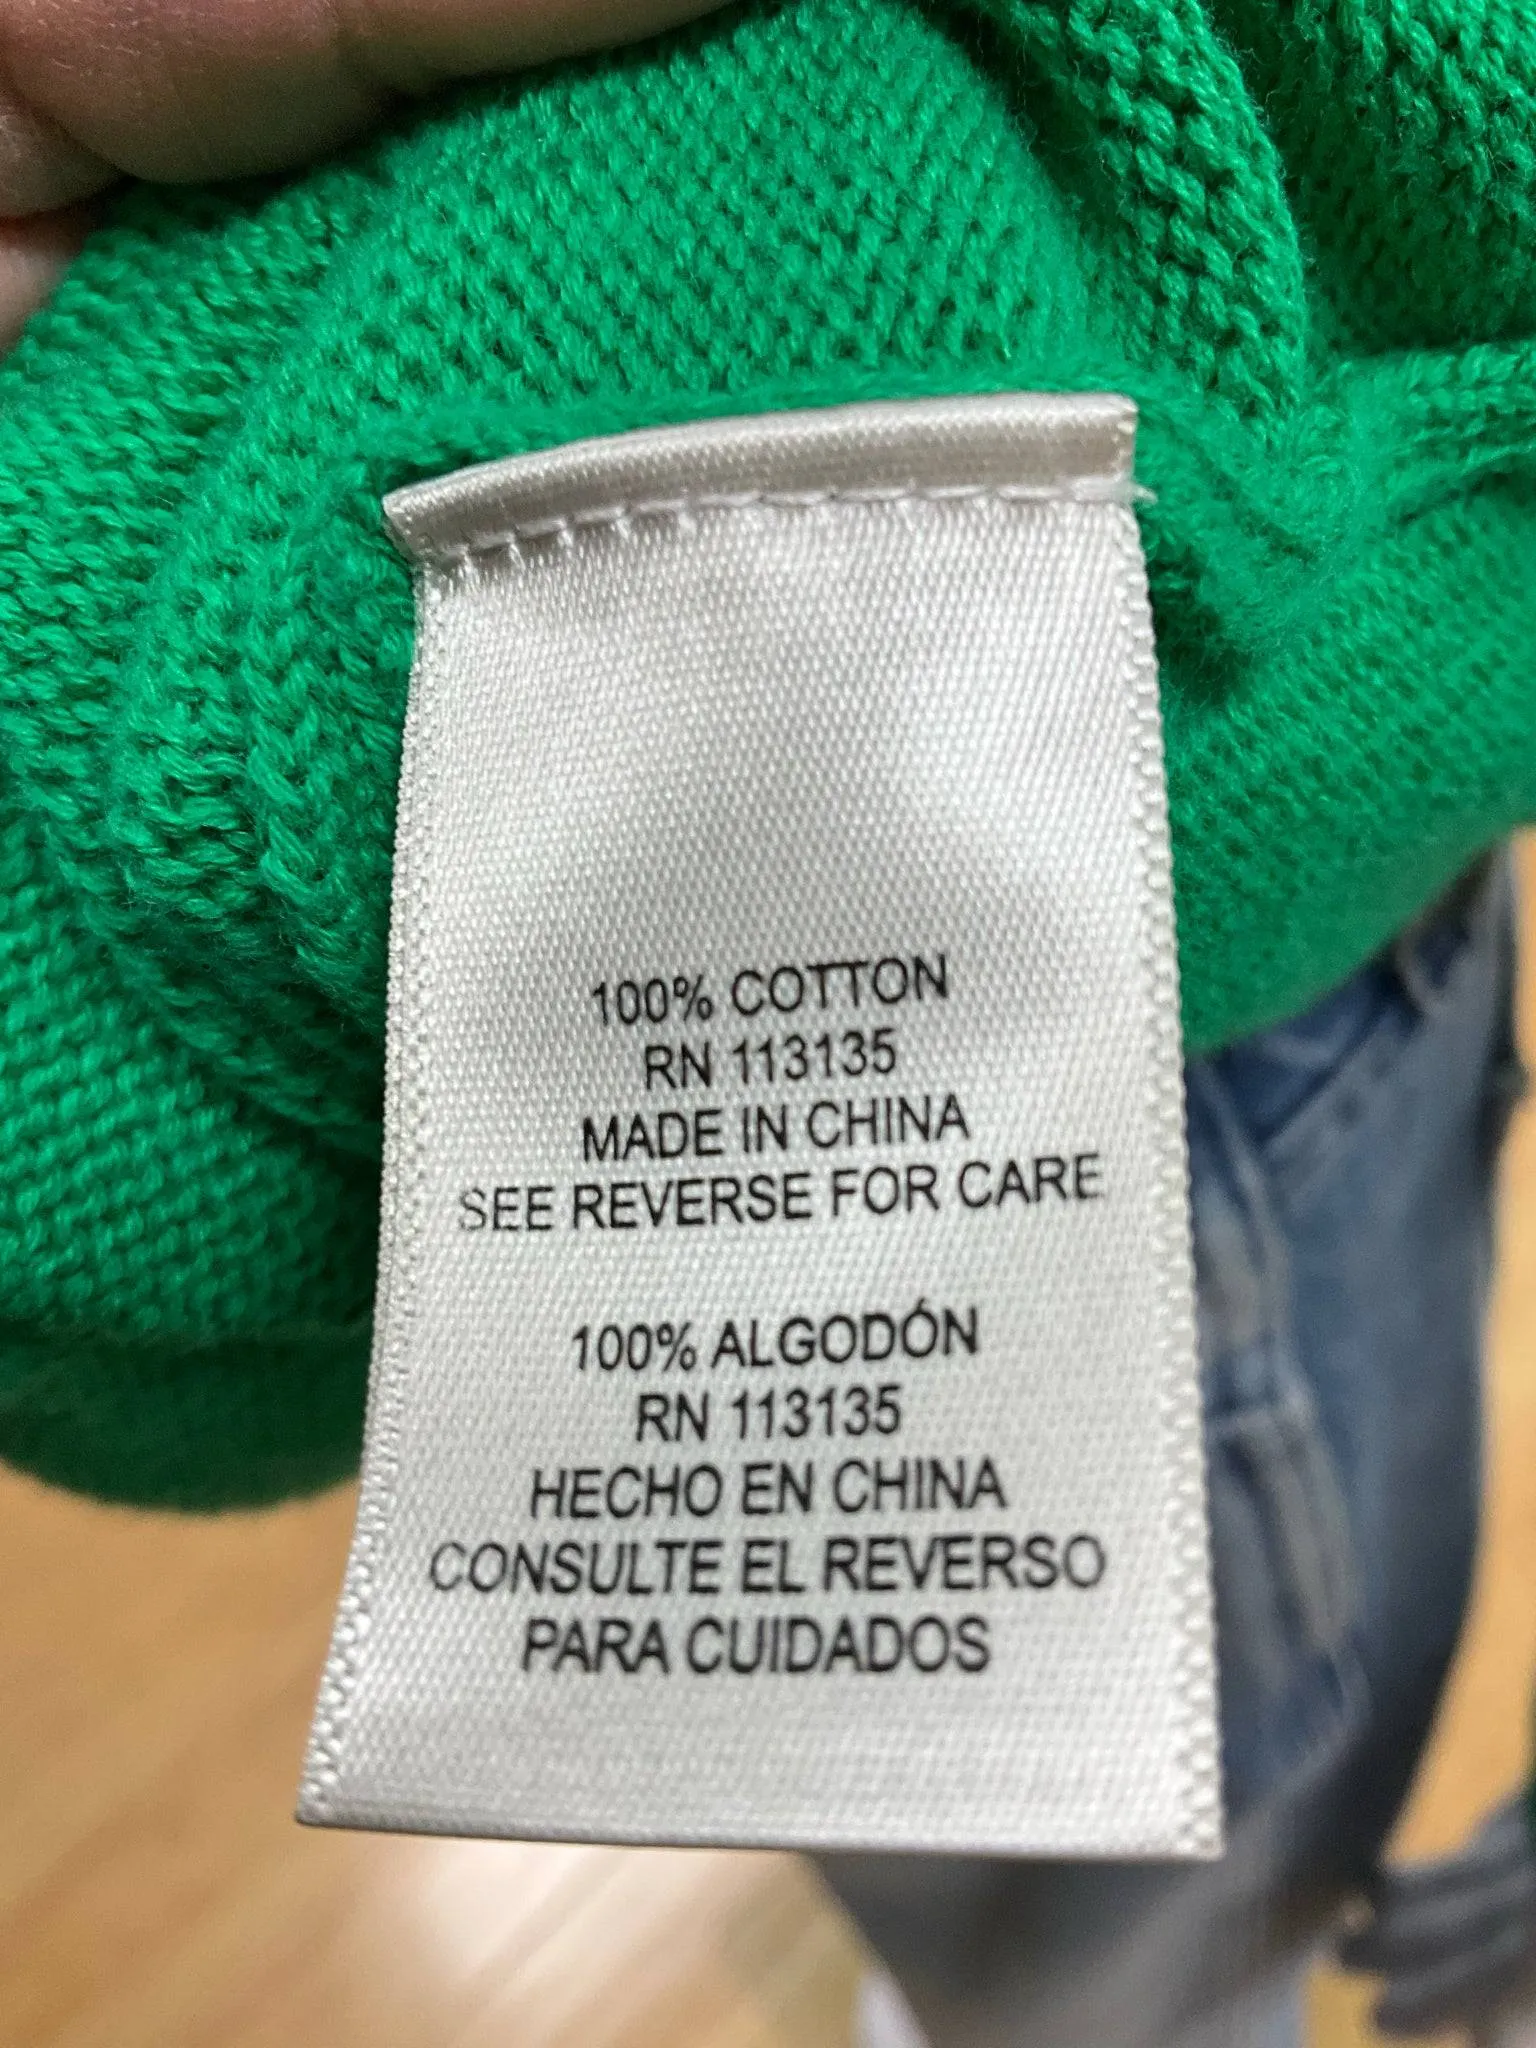 100% COTTON
RN 113135
MADE IN CHINA
SEE REVERSE FOR CARE
100% ALGODÓN
RN 113135
HECHO EN CHINA
CONSULTE EL REVERSO
PARA CUIDADOS